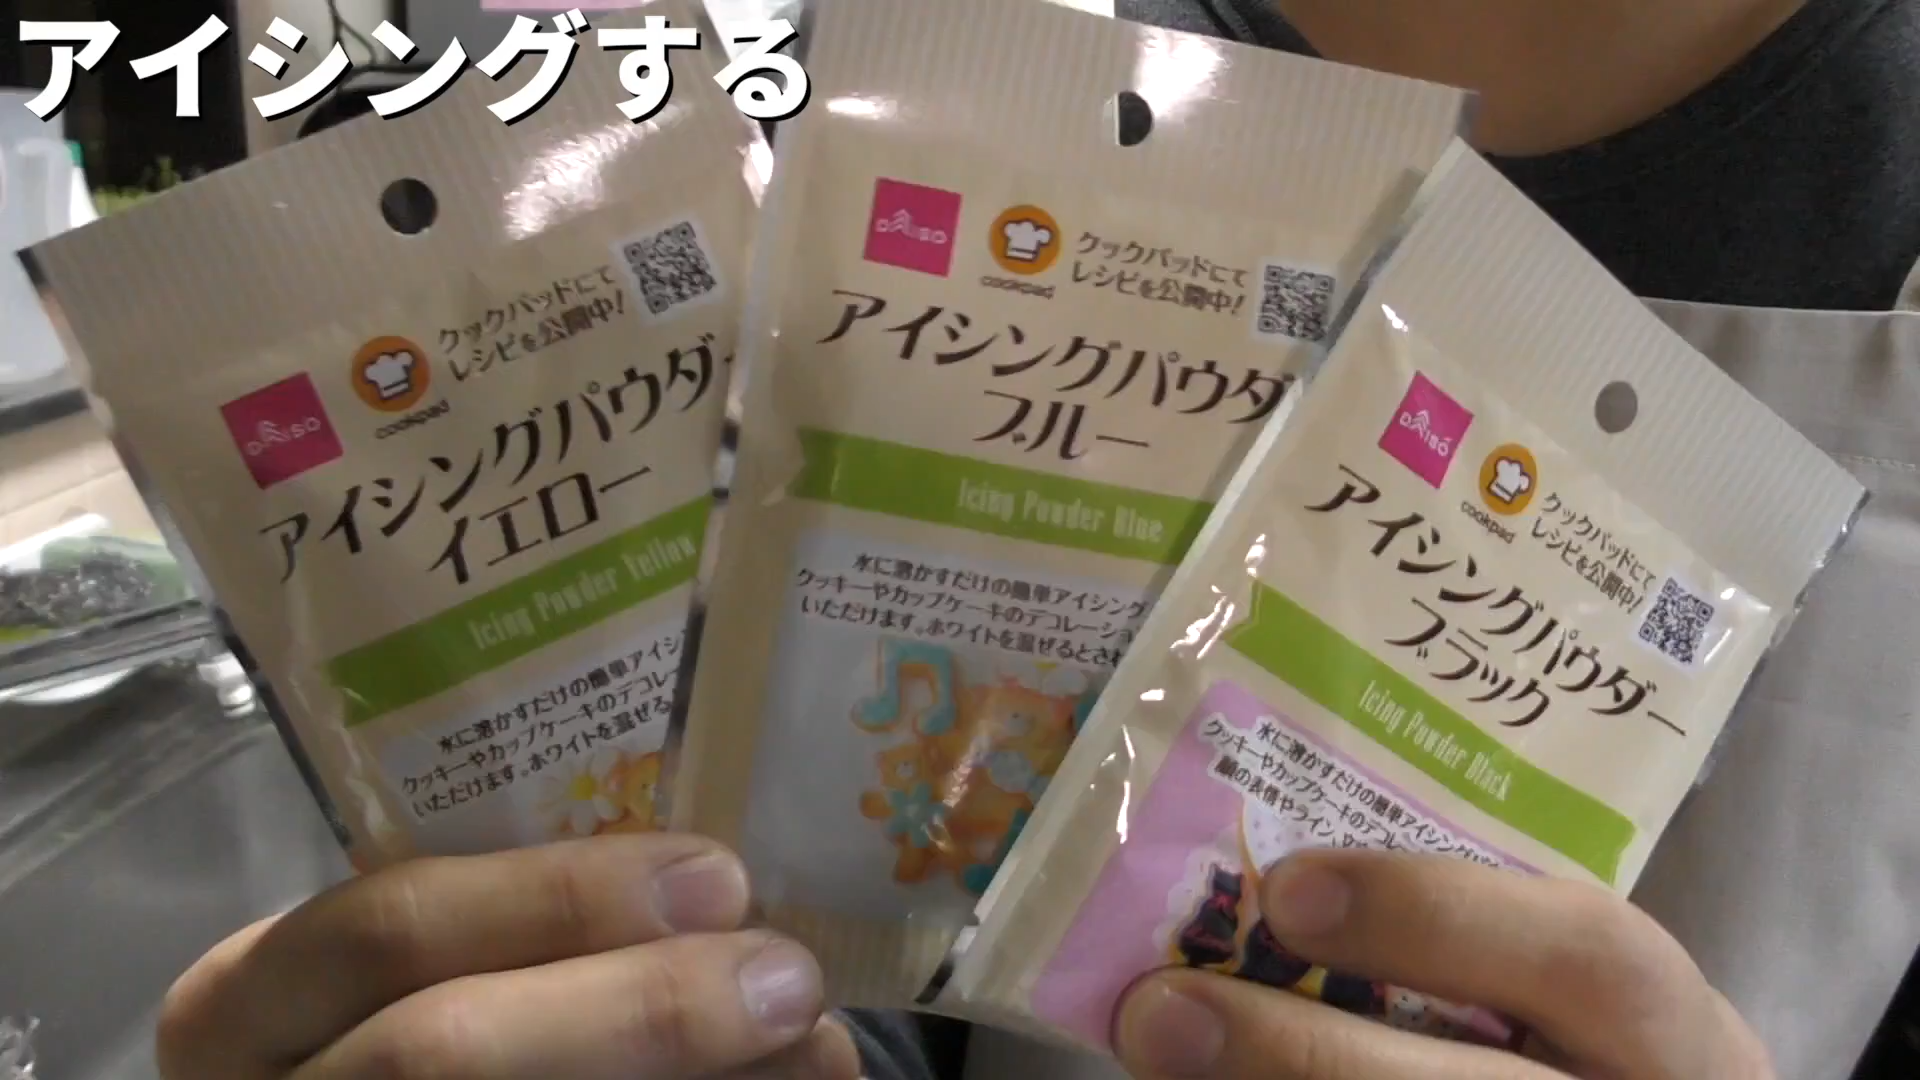 アイシングする
DAISO
cookpad
クックパッドにて
レシピを公開中!
アイシングパウダー
イエロー
Icing Powder Yellow
水に溶かすだけの簡単アイシ
クッキーやカップケーキのデコレー
いただけます。ホワイトを混ぜる
DAISO
cookpad
クックパッドにて
レシピを公開中!
アイシングパウダ
ブルー
Icing Powder Blue
水に溶かすだけの簡単アイシング
クッキーやカップケーキのデコレーショ
いただけます。ホワイトを混ぜるとさわ
DAISO
cookpad
クックパッドにて
レシピを公開中!
アイシングパウダー
ブラック
Icing Powder Black
水に溶かすだけの簡単アイシング
クッキーやカップケーキのデコレー
顔の表情やライン、